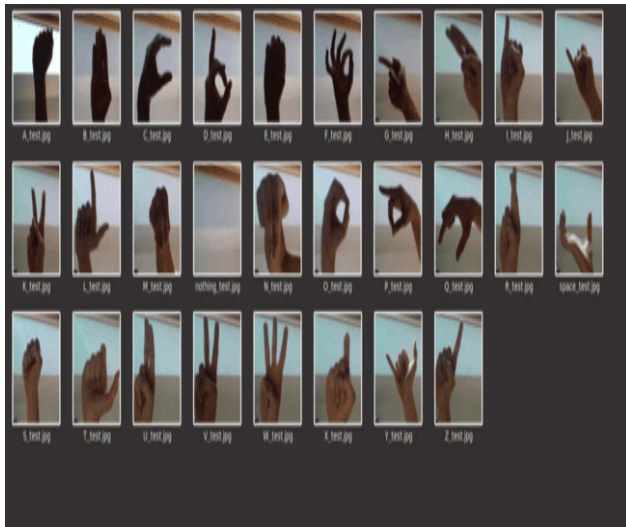 A_test.jpg B_test.jpg C_test.jpg D_test.jpg E_test.jpg F_test.jpg G_test.jpg H_test.jpg I_test.jpg J_test.jpg
K_test.jpg L_test.jpg M_test.jpg nothing_test.jpg N_test.jpg O_test.jpg P_test.jpg Q_test.jpg R_test.jpg space_test.jpg
S_test.jpg T_test.jpg U_test.jpg V_test.jpg W_test.jpg X_test.jpg Y_test.jpg Z_test.jpg